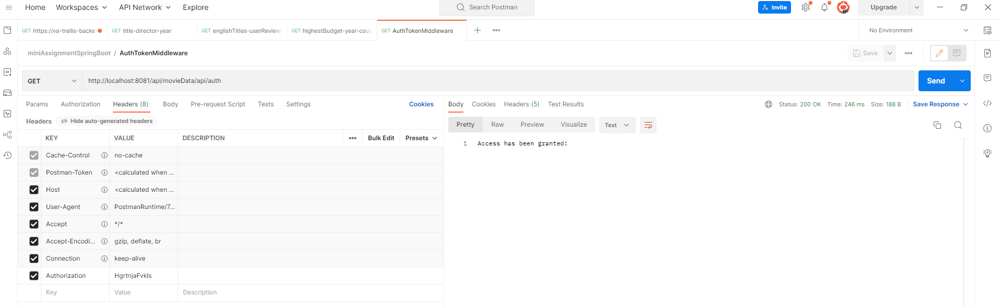 Home Workspaces API Network Explore Search Postman Invite Upgrade
GET https://va-trellis-backe GET title-director-year GET englishTitles-userReview GET highestBudget-year-cour GET AuthTokenMiddleware No Environment
miniAssignmentSpringBoot / AuthTokenMiddleware Save
GET http://localhost:8081/api/movieData/api/auth Send
Params Authorization Headers (8) Body Pre-request Script Tests Settings Cookies
Body Cookies Headers (5) Test Results Status: 200 OK Time: 246 ms Size: 188 B Save Response
Headers Hide auto-generated headers
Pretty Raw Preview Visualize Text
KEY VALUE DESCRIPTION Bulk Edit Presets
1 Access has been granted!
Cache-Control no-cache
Postman-Token <calculated when ...
Host <calculated when ...
User-Agent PostmanRuntime/7...
Accept */*
Accept-Encodi... gzip, deflate, br
Connection keep-alive
Authorization HgrtnjaFvkls
Key Value Description